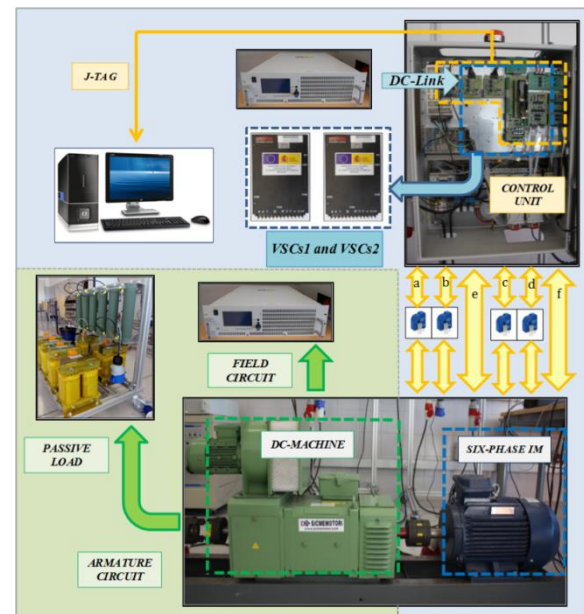 J-TAG
DC-Link
CONTROL
UNIT
VSCs1 and VSCs2
a
b
e
c
d
f
FIELD
CIRCUIT
PASSIVE
LOAD
DC-MACHINE
SIX-PHASE IM
SICMEMOTORI
ARMATURE
CIRCUIT